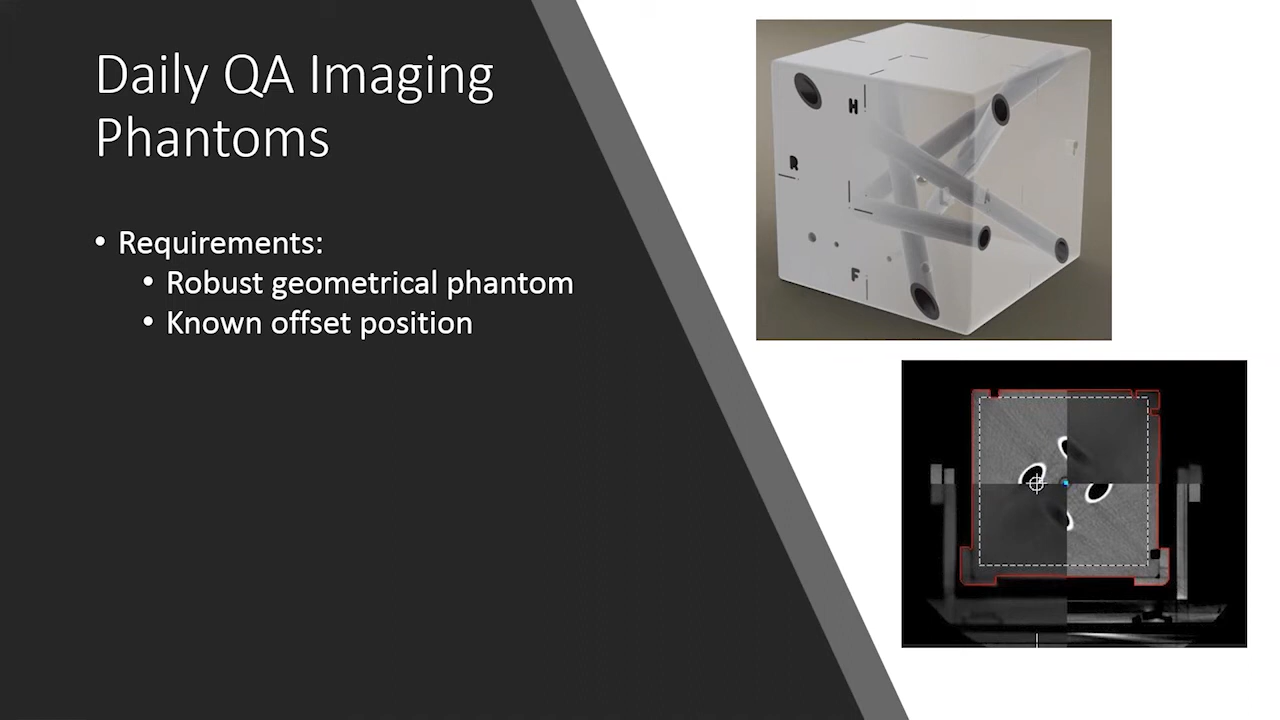 Daily QA Imaging
Phantoms
• Requirements:
• Robust geometrical phantom
• Known offset position
H
R
F